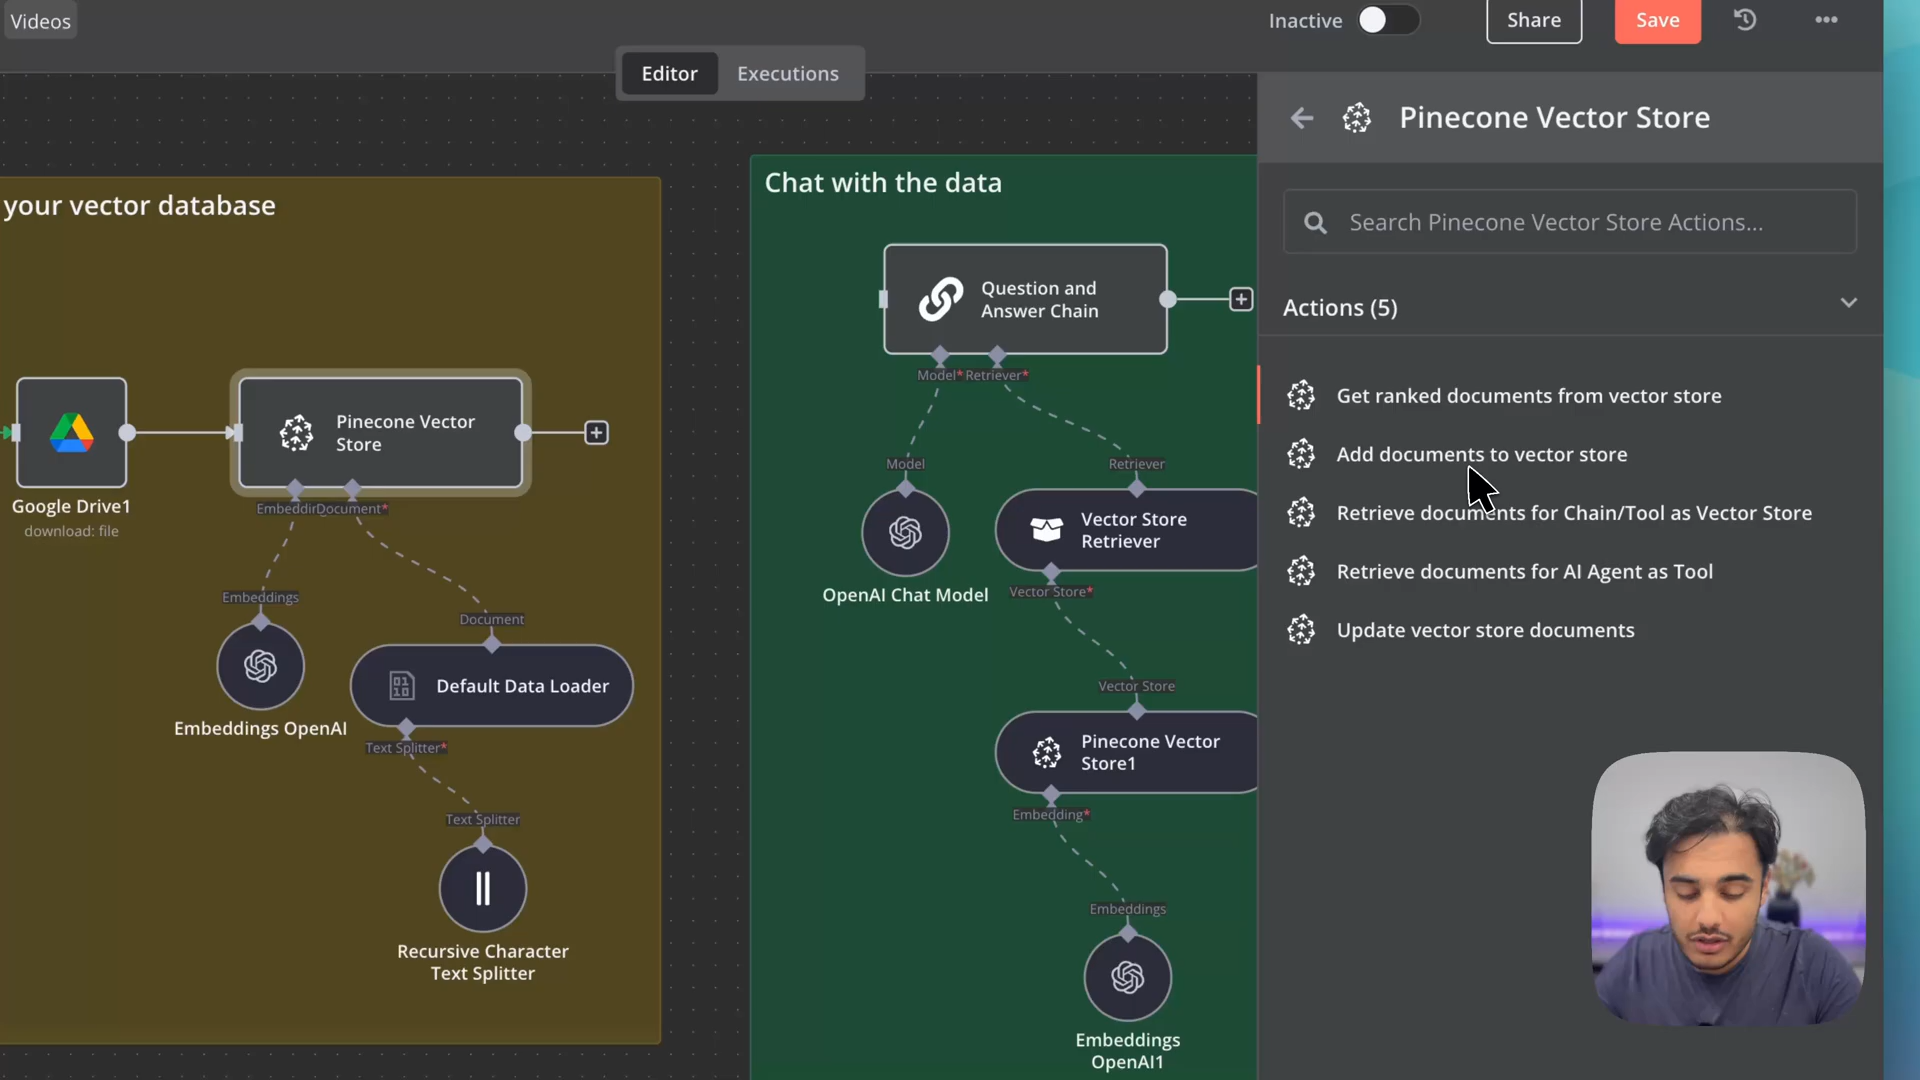 Videos
Inactive
Share
Save
Editor
Executions
Pinecone Vector Store
Search Pinecone Vector Store Actions...
Actions (5)
Get ranked documents from vector store
Add documents to vector store
Retrieve documents for Chain/Tool as Vector Store
Retrieve documents for AI Agent as Tool
Update vector store documents
your vector database
Google Drive1
download: file
Pinecone Vector
Store
EmbeddirDocument*
Embeddings
Embeddings OpenAI
Document
Default Data Loader
Text Splitter*
Text Splitter
Recursive Character
Text Splitter
Chat with the data
Question and
Answer Chain
Model*
Retriever*
Model
OpenAI Chat Model
Retriever
Vector Store
Retriever
Vector Store*
Vector Store
Pinecone Vector
Store1
Embedding*
Embeddings
Embeddings
OpenAI1